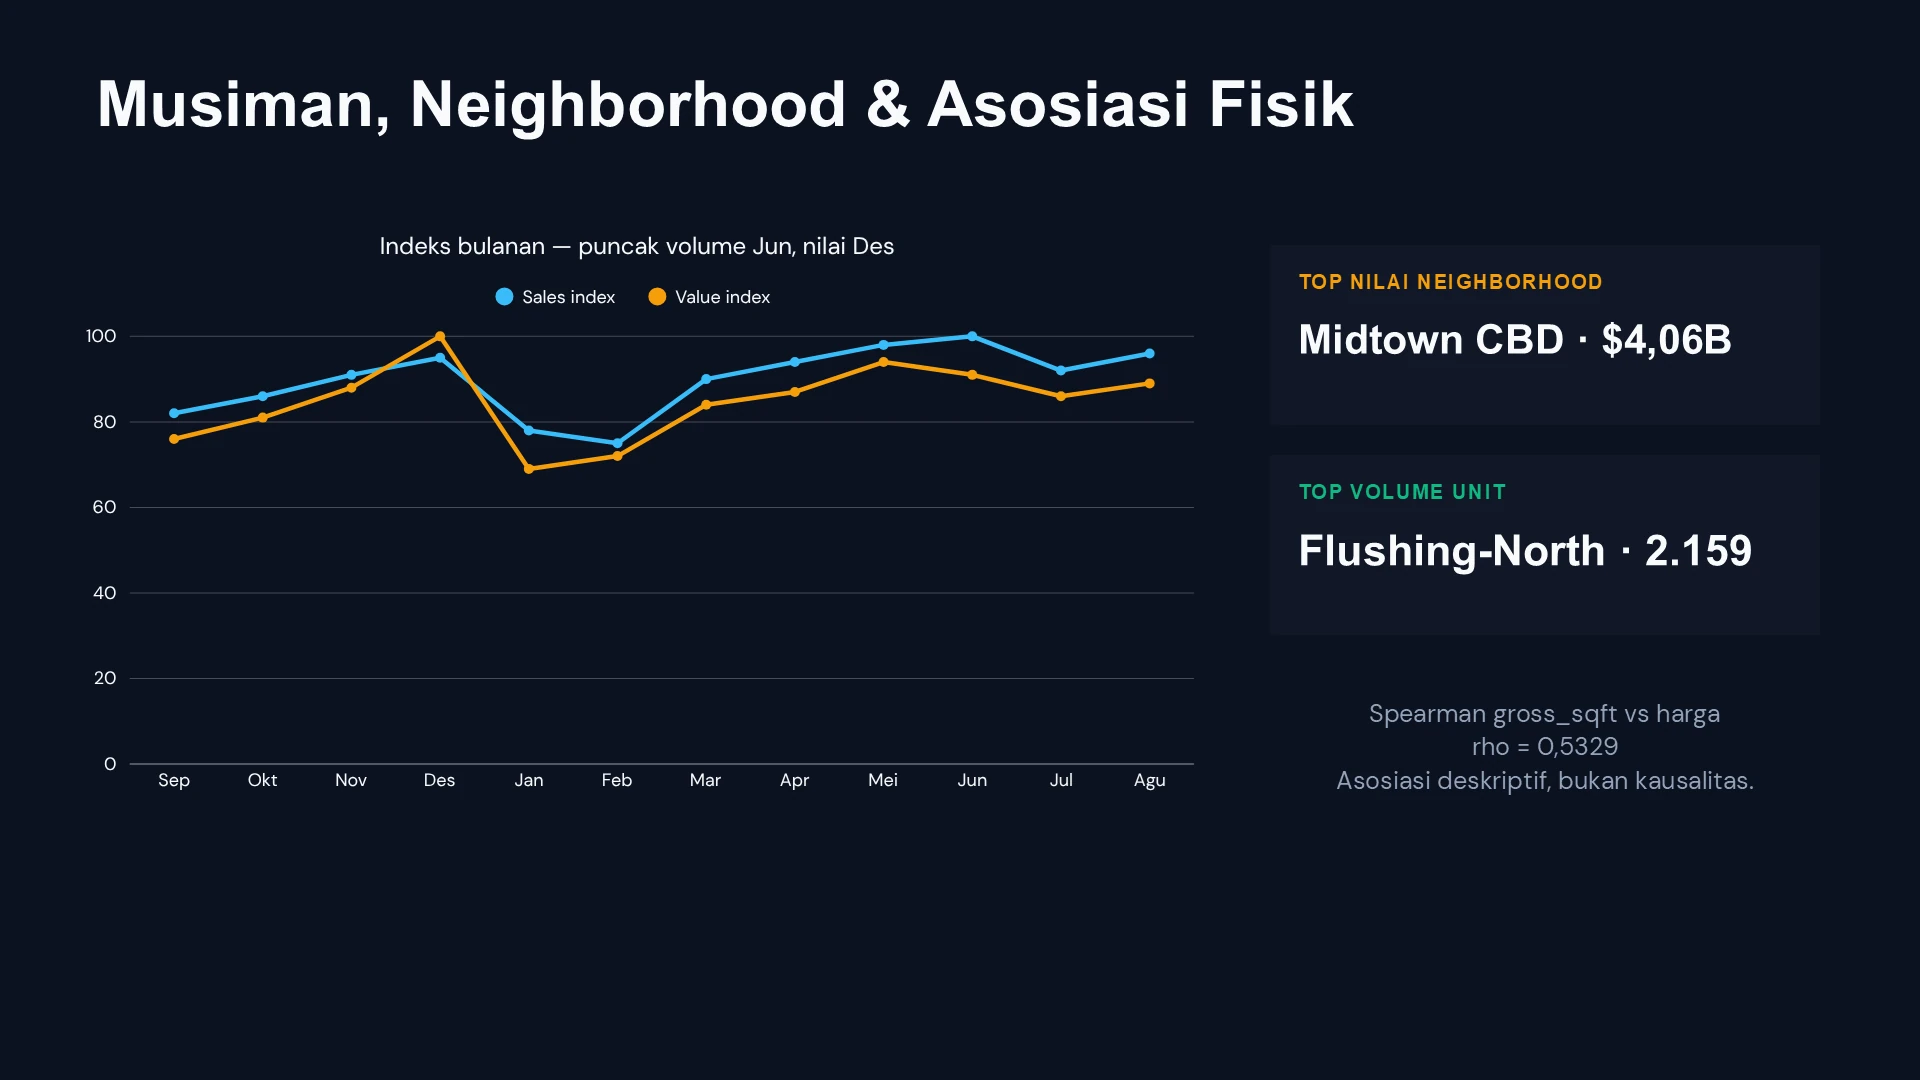 Musiman, Neighborhood & Asosiasi Fisik
Indeks bulanan — puncak volume Jun, nilai Des
Sales index
Value index
100
80
60
40
20
0
Sep
Okt
Nov
Des
Jan
Feb
Mar
Apr
Mei
Jun
Jul
Agu
TOP NILAI NEIGHBORHOOD
Midtown CBD · $4,06B
TOP VOLUME UNIT
Flushing-North · 2.159
Spearman gross_sqft vs harga
rho = 0,5329
Asosiasi deskriptif, bukan kausalitas.